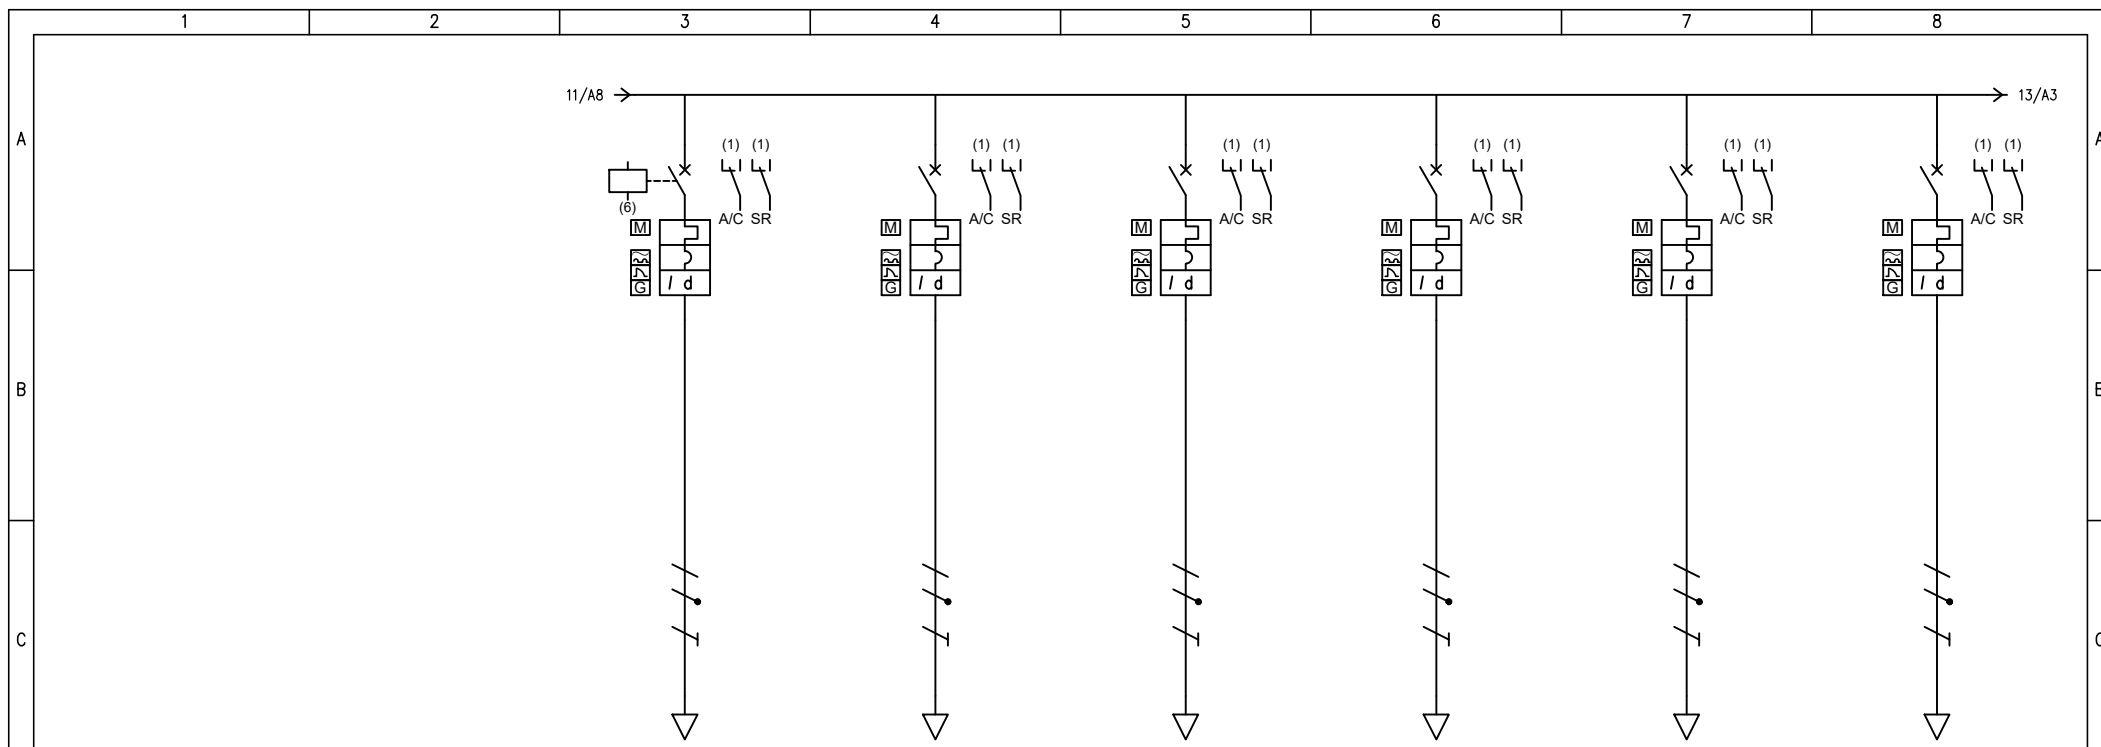 1 2 3 4 5 6 7 8
11/A8 13/A3
A A
(1) (1) (1) (1) (1) (1) (1) (1) (1) (1) (1) (1)
(6)
A/C SR A/C SR A/C SR A/C SR A/C SR A/C SR
M M M M M M
G I d G I d G I d G I d G I d G I d
B
C